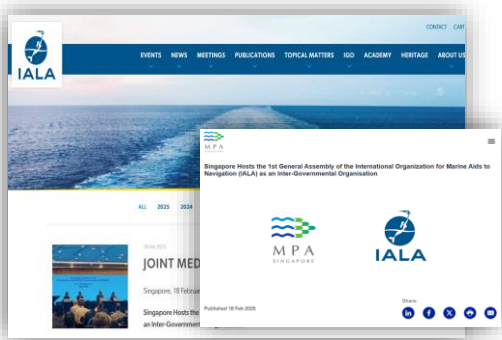 CONTACT CART
IALA
EVENTS NEWS MEETINGS PUBLICATIONS TOPICAL MATTERS IGO ACADEMY HERITAGE ABOUT US
ALL 2025 2024
JOINT MED
Singapore, 18 Februar
Singapore Hosts the
an Inter-Government
MPA
Singapore Hosts the 1st General Assembly of the International Organization for Marine Aids to
Navigation (IALA) as an Inter-Governmental Organisation
MPA
SINGAPORE
IALA
Published 18 Feb 2025
Share: